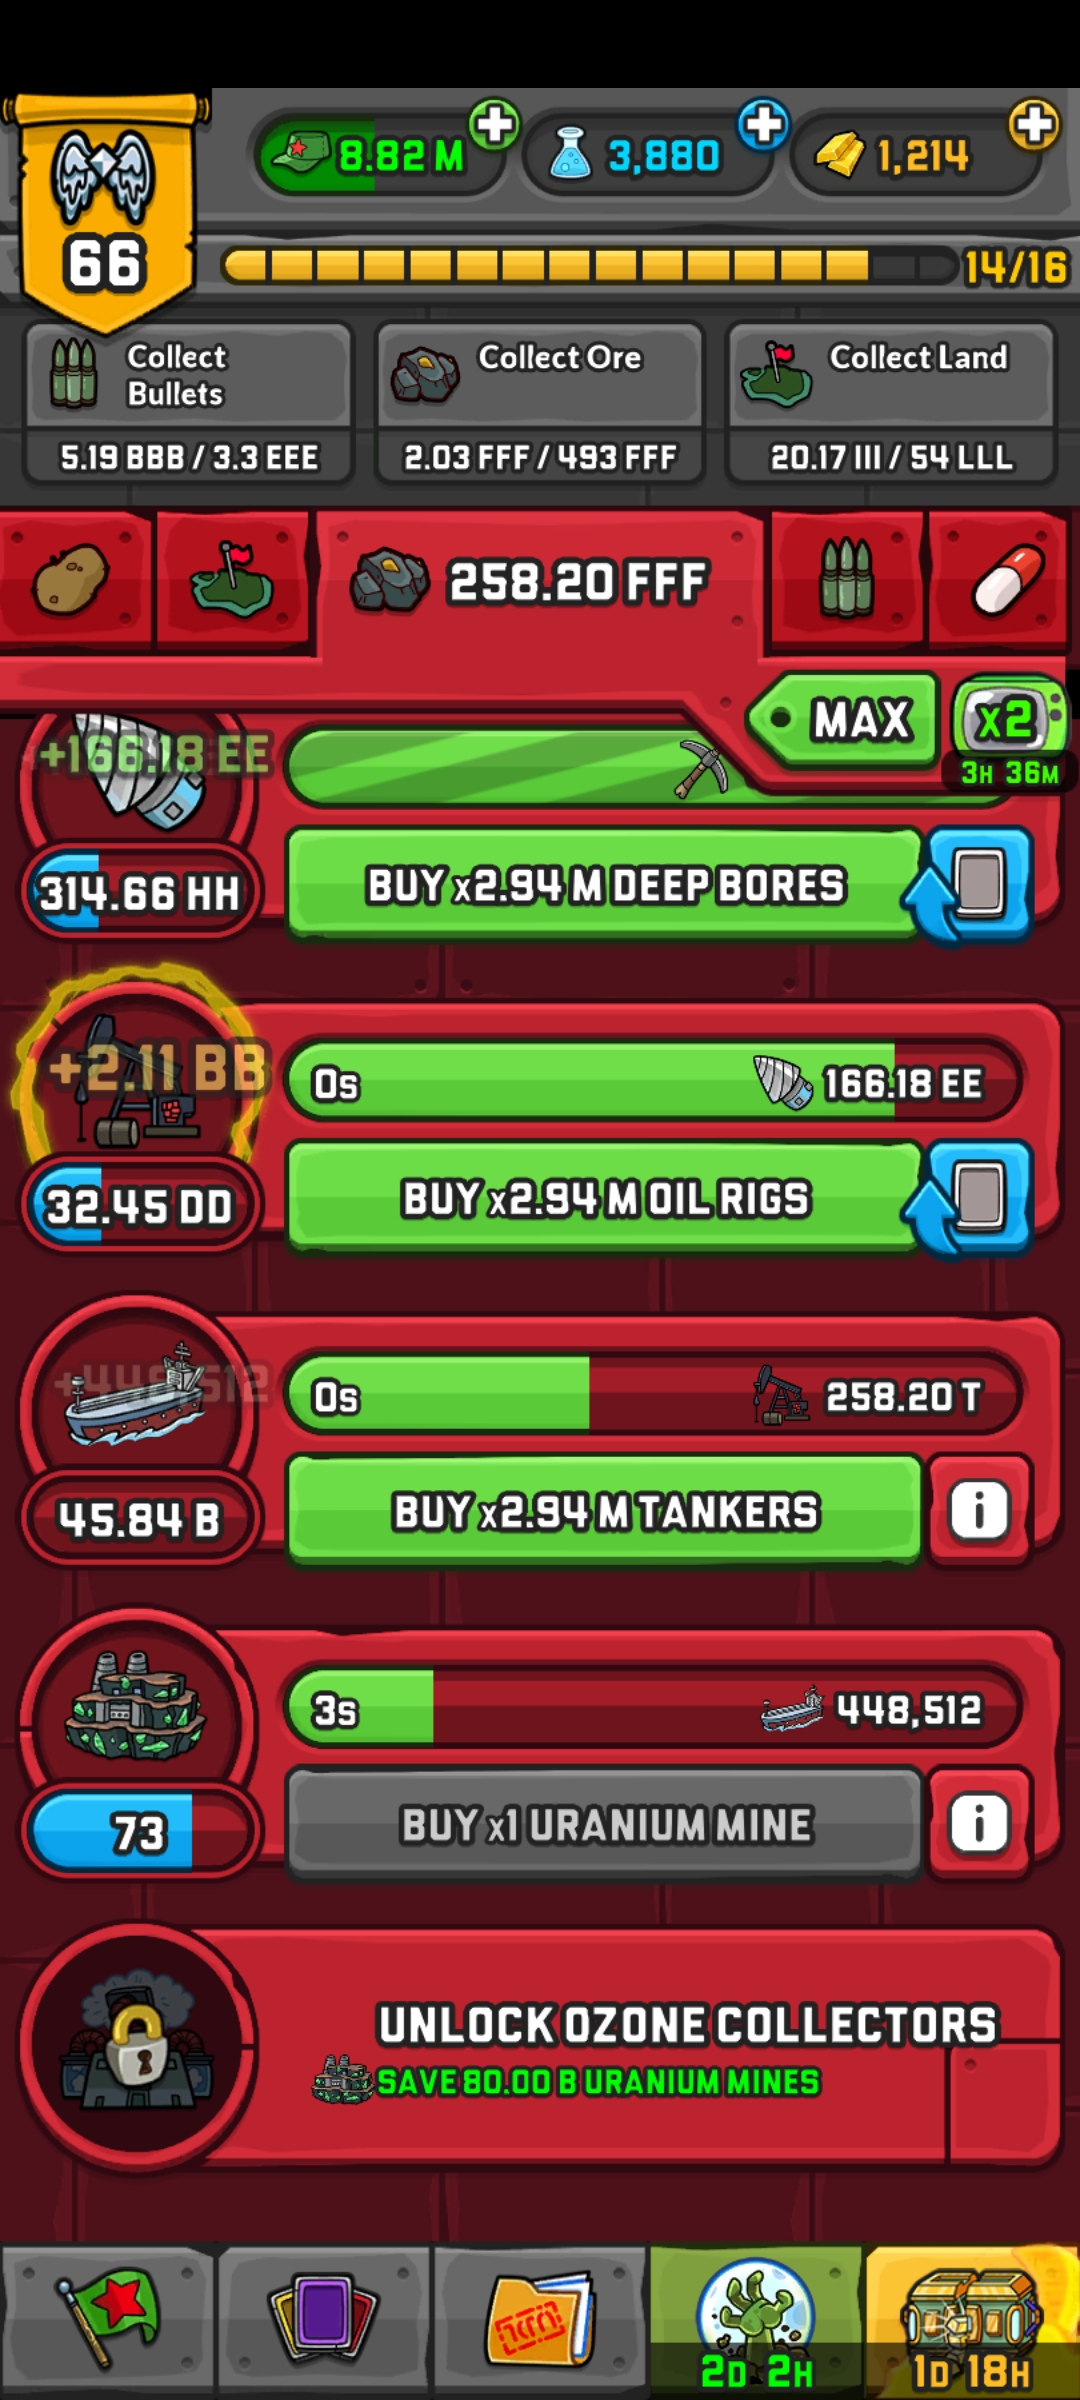 8.82 M
3,880
1,214
66
14/16
Collect
Bullets
Collect Ore
Collect Land
5.19 BBB / 3.3 EEE
2.03 FFF / 493 FFF
20.17 III / 54 LLL
258.20 FFF
MAX
x2
3H 36M
+166.18 EE
314.66 HH
BUY x2.94 M DEEP BORES
+2.11 BB
0s
166.18 EE
32.45 DD
BUY x2.94 M OIL RIGS
+448,512
0s
258.20 T
45.84 B
BUY x2.94 M TANKERS
i
3s
448,512
73
BUY x1 URANIUM MINE
i
UNLOCK OZONE COLLECTORS
SAVE 80.00 B URANIUM MINES
2D 2H
1D 18H